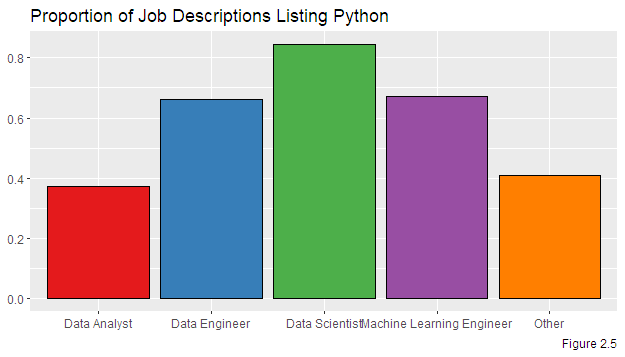 Proportion of Job Descriptions Listing Python
0.8
0.6
0.4
0.2
0.0
Data Analyst Data Engineer Data Scientist Machine Learning Engineer Other
Figure 2.5